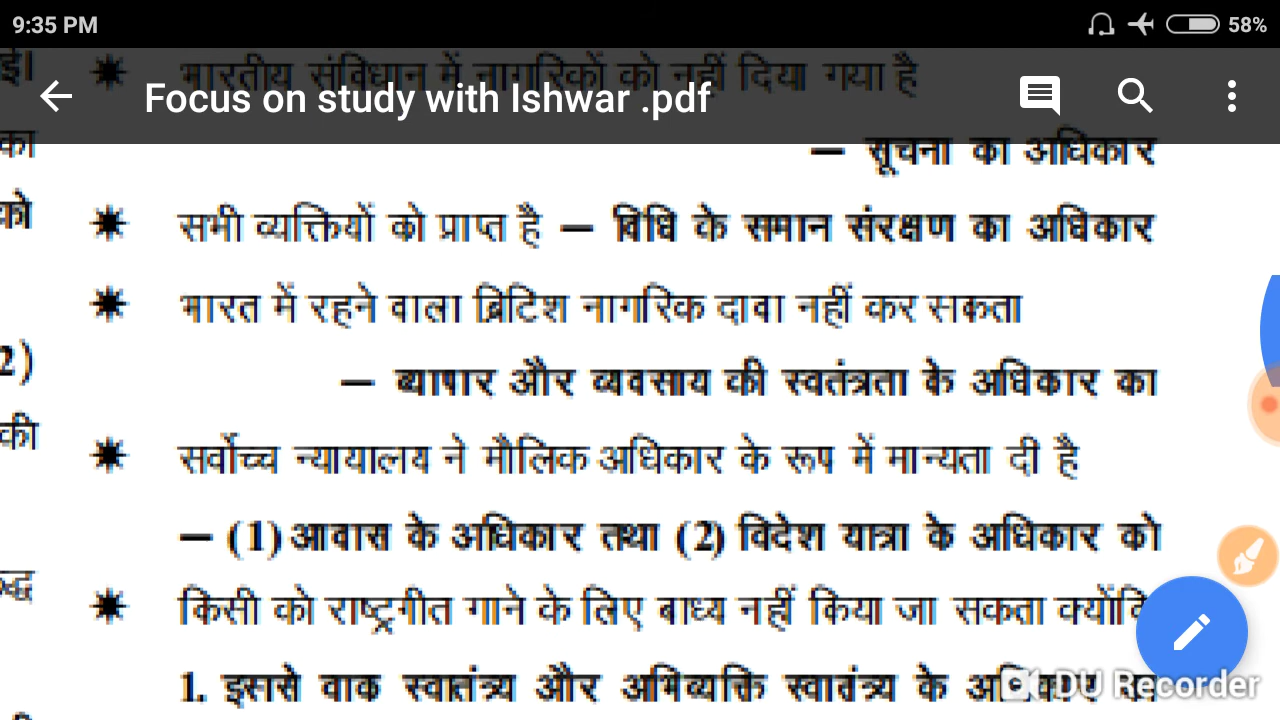 9:35 PM
58%
ई। * भारतीय संविधान में नागरिकों को नहीं दिया गया है
Focus on study with Ishwar .pdf
का
— सूचना का अधिकार
को * सभी व्यक्तियों को प्राप्त है — विधि के समान संरक्षण का अधिकार
* भारत में रहने वाला ब्रिटिश नागरिक दावा नहीं कर सकता
2)
— व्यापार और व्यवसाय की स्वतंत्रता के अधिकार का
की * सर्वोच्च न्यायालय ने मौलिक अधिकार के रूप में मान्यता दी है
— (1) आवास के अधिकार तथा (2) विदेश यात्रा के अधिकार को
* किसी को राष्ट्रगीत गाने के लिए बाध्य नहीं किया जा सकता
1. इससे वाक स्वातंत्र्य और अभिव्यक्ति स्वातंत्र्य के
DU Recorder